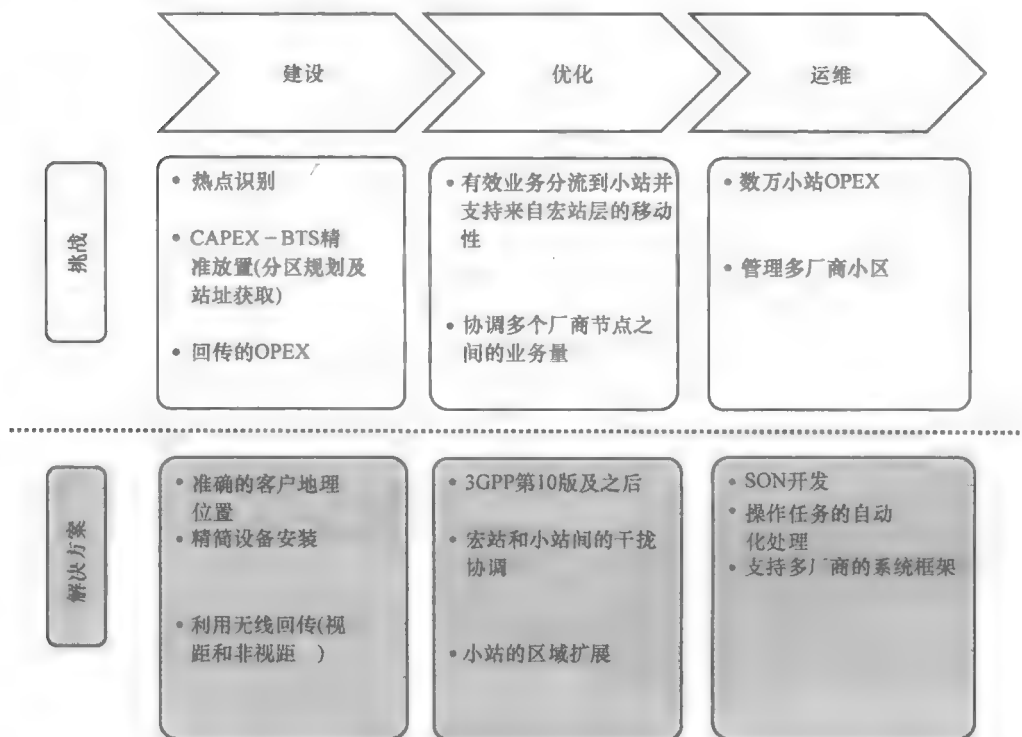 建设
优化
运维
挑战
• 热点识别
• CAPEX－BTS精
准放置(分区规划及
站址获取)
• 回传的OPEX
• 有效业务分流到小站并
支持来自宏站层的移动
性
• 协调多个厂商节点之
间的业务量
• 数万小站OPEX
• 管理多厂商小区
解决方案
• 准确的客户地理
位置
• 精简设备安装
• 利用无线回传(视
距和非视距 )
• 3GPP第10版及之后
• 宏站和小站间的干扰
协调
• 小站的区域扩展
• SON开发
• 操作任务的自动
化处理
• 支持多厂商的系统框架